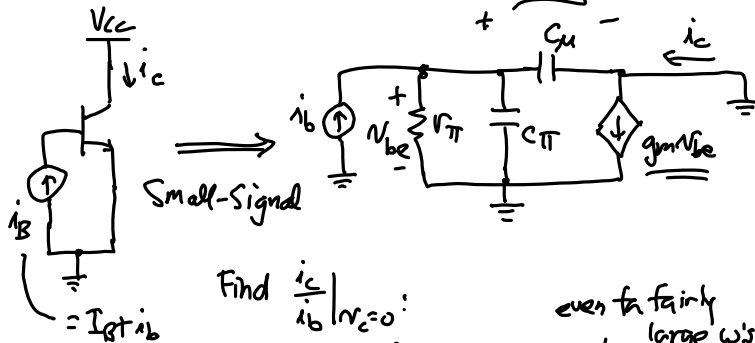 Vcc
ic
iB
= IB + ib
Small-Signal
+ −
Cμ
ic
ib
+
vbe
−
rπ
Cπ
gmvbe
Find ic/ib|vc=0:
even for fairly
large ω's